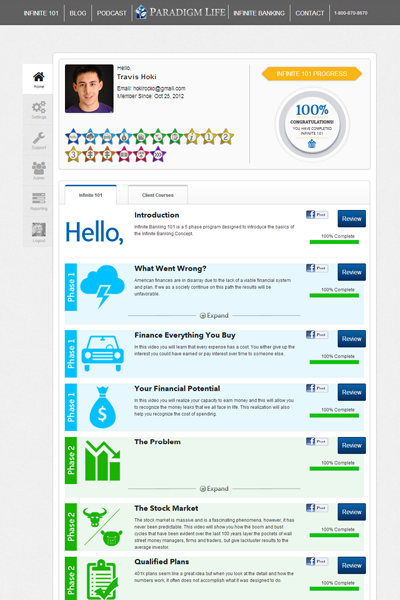 INFINITE 101 BLOG PODCAST PARADIGM LIFE INFINITE BANKING CONTACT 1-800-870-8670
Home
Settings
Support
Admin
Reporting
Logout
Hello,
Travis Hoki
Email: hokirocko@gmail.com
Member Since: Oct 25, 2012
1 2
3
INFINITE 101 PROGRESS
100%
CONGRATULATIONS!
YOU HAVE COMPLETED
INFINITE 101
Infinite 101 Client Courses
Hello,
Introduction
Infinite Banking 101 is a 5 phase program designed to introduce the basics of
the Infinite Banking Concept.
Post Review
100% Complete
Phase 1
What Went Wrong?
American finances are in disarray due to the lack of a viable financial system
and plan. If we as a society continue on this path the results will be
unfavorable.
Post Review
100% Complete
Expand
Phase 1
Finance Everything You Buy
In this video you will learn that every expense has a cost. You either give up the
interest you could have earned or pay interest over time to someone else
Post Review
100% Complete
Phase 1
Your Financial Potential
In this video you will realize your capacity to earn money and this will allow you
to recognize the money leaks that we all face in life. This realization will also
help you recognize the cost of spending.
Post Review
100% Complete
Phase 2
The Problem
Post Review
100% Complete
Expand
Phase 2
The Stock Market
The stock market is massive and is a fascinating phenomena, however, it has
never been predictable. This video will show you how the boom and bust
cycles that have been evident over the last 100 years layer the pockets of wall
street money managers, firms and traders, but give lackluster results to the
average investor.
Post Review
100% Complete
Phase 2
Qualified Plans
401k plans seem like a great idea but when you look at the detail and how the
numbers work, it often does not accomplish what it was designed to do.
Post Review
100% Complete